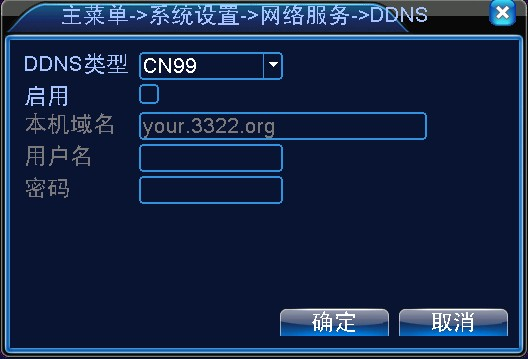 主菜单->系统设置->网络服务->DDNS
DDNS类型 CN99
启用
本机域名 your.3322.org
用户名
密码
确定 取消